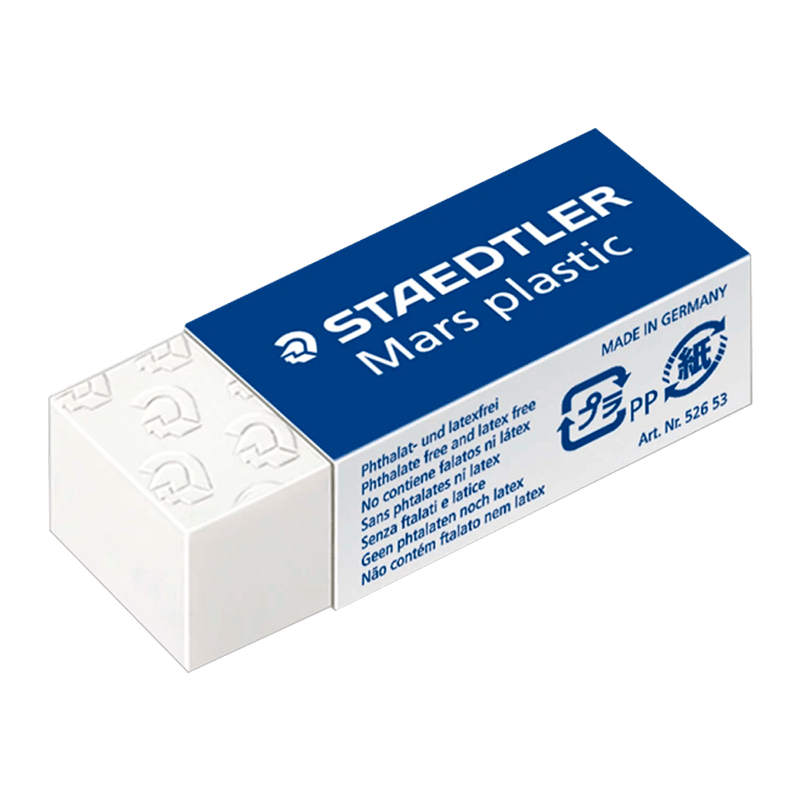 STAEDTLER
Mars plastic
Phthalat- und latexfrei
Phthalate free and latex free
No contiene falatos ni látex
Sans phtalates ni latex
Senza ftalati e latice
Geen phtalaten noch latex
Não contém ftalato nem latex
MADE IN GERMANY
プラ
PP
紙
Art. Nr. 526 53